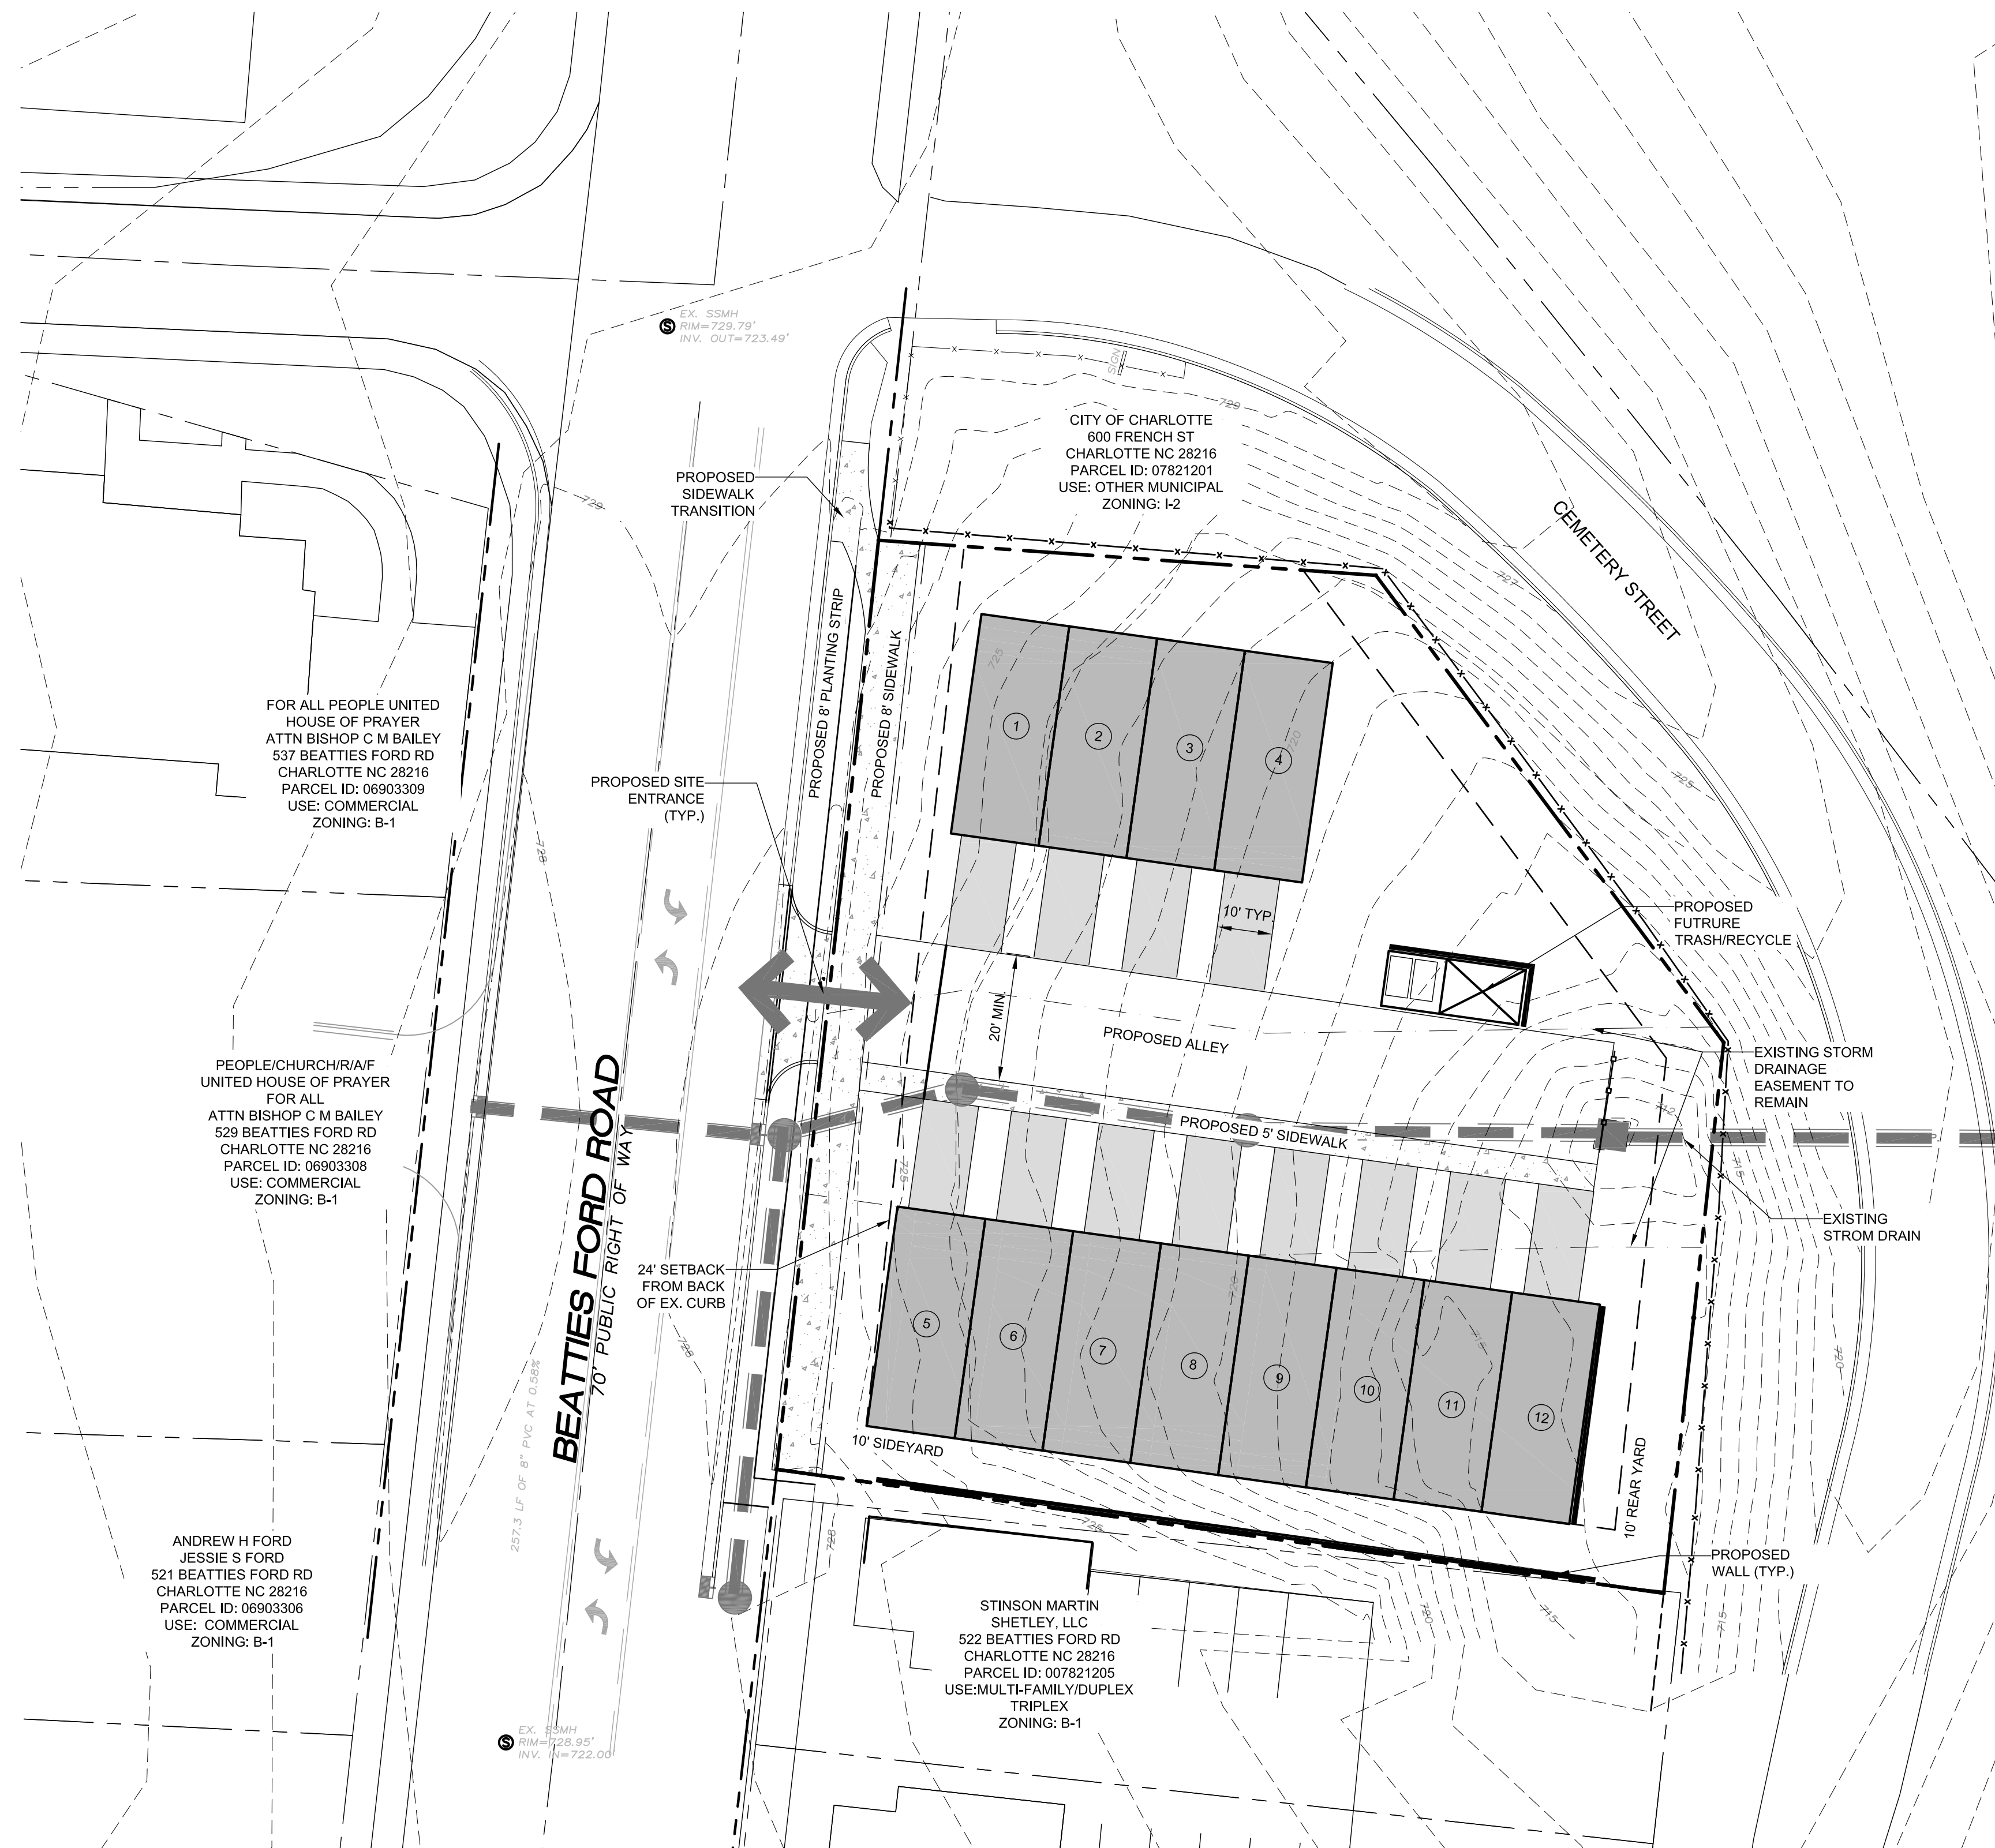 EX. SSMH
RIM=729.79'
INV. OUT=723.49'
SIGN
729
CITY OF CHARLOTTE
600 FRENCH ST
CHARLOTTE NC 28216
PARCEL ID: 07821201
USE: OTHER MUNICIPAL
ZONING: I-2
PROPOSED
SIDEWALK
TRANSITION
729
CEMETERY STREET
727
PROPOSED 8' PLANTING STRIP
PROPOSED 8' SIDEWALK
725
1
2
3
4
720
FOR ALL PEOPLE UNITED
HOUSE OF PRAYER
ATTN BISHOP C M BAILEY
537 BEATTIES FORD RD
CHARLOTTE NC 28216
PARCEL ID: 06903309
USE: COMMERCIAL
ZONING: B-1
PROPOSED SITE
ENTRANCE
(TYP.)
725
728
10' TYP.
PROPOSED
FUTRURE
TRASH/RECYCLE
20' MIN.
PROPOSED ALLEY
EXISTING STORM
DRAINAGE
EASEMENT TO
REMAIN
PEOPLE/CHURCH/R/A/F
UNITED HOUSE OF PRAYER
FOR ALL
ATTN BISHOP C M BAILEY
529 BEATTIES FORD RD
CHARLOTTE NC 28216
PARCEL ID: 06903308
USE: COMMERCIAL
ZONING: B-1
BEATTIES FORD ROAD
70' PUBLIC RIGHT OF WAY
712
PROPOSED 5' SIDEWALK
725
715
EXISTING
STROM DRAIN
24' SETBACK
FROM BACK
OF EX. CURB
720
5
6
7
8
9
10
11
12
715
728
720
257.3 LF OF 8" PVC AT 0.58%
10' SIDEYARD
10' REAR YARD
728
725
PROPOSED
WALL (TYP.)
ANDREW H FORD
JESSIE S FORD
521 BEATTIES FORD RD
CHARLOTTE NC 28216
PARCEL ID: 06903306
USE: COMMERCIAL
ZONING: B-1
STINSON MARTIN
SHETLEY, LLC
522 BEATTIES FORD RD
CHARLOTTE NC 28216
PARCEL ID: 007821205
USE:MULTI-FAMILY/DUPLEX
TRIPLEX
ZONING: B-1
720
715
715
EX. SSMH
RIM=728.95'
INV. IN=722.00'